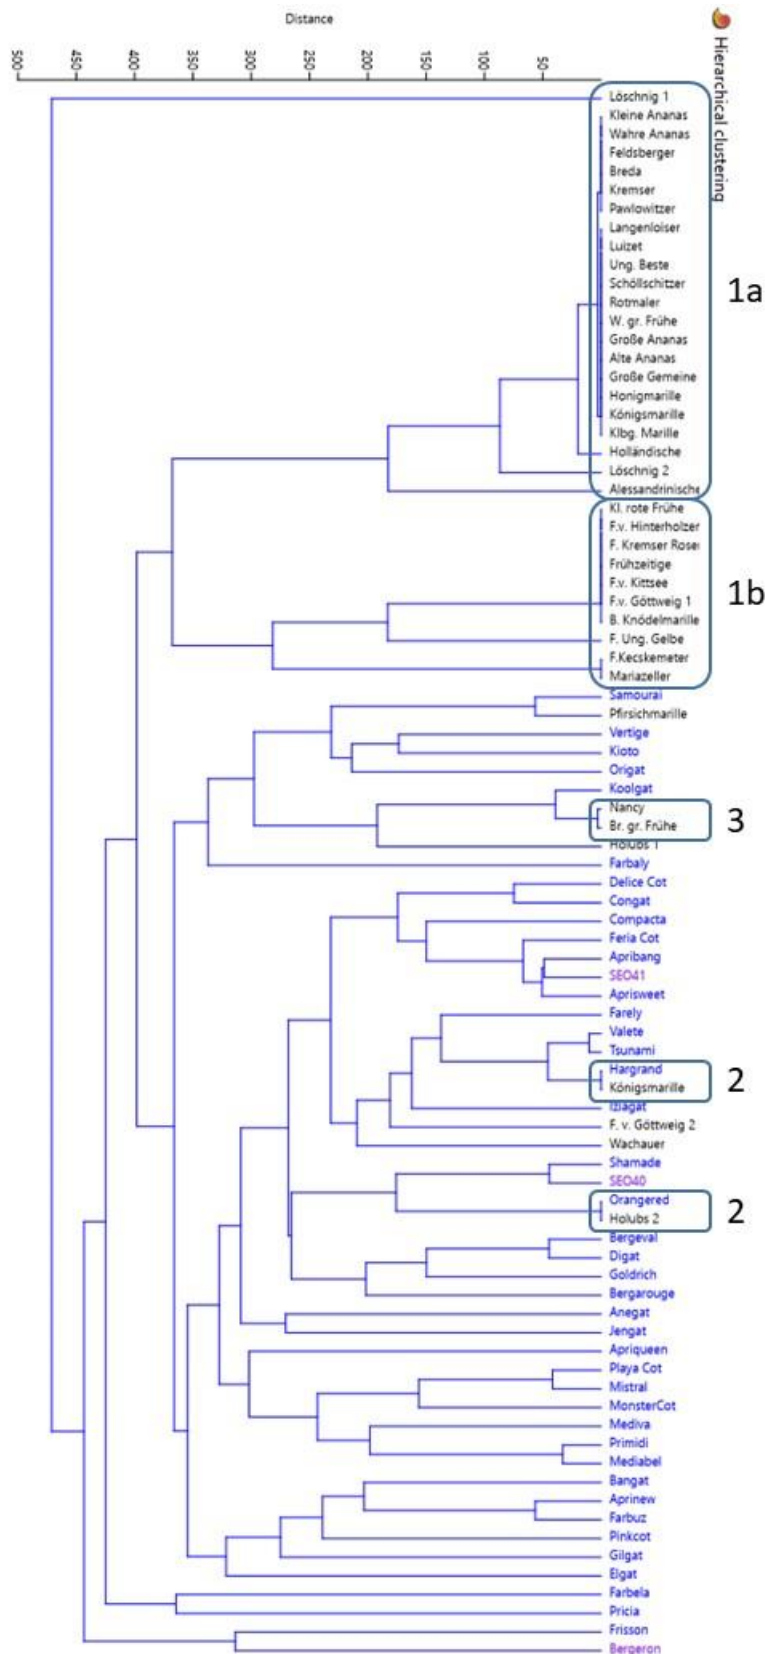 Distance
Hierarchical clustering
500
450
400
350
300
250
200
150
100
50
Löschnig 1
Kleine Ananas
Wahre Ananas
Feldsberger
Breda
Kremser
Pawlowitzer
Langenloiser
Luizet
Ung. Beste
Schöllschitzer
Rotmaler
W. gr. Frühe
Große Ananas
Alte Ananas
Große Gemeine
Honigmarille
Königsmarille
Klbg. Marille
Holländische
Löschnig 2
Alessandrinische
1a
Kl. rote Frühe
F.v. Hinterholzer
F. Kremser Rosen
Frühzeitige
F.v. Kittsee
F.v. Göttweig 1
B. Knödelmarille
F. Ung. Gelbe
F.Kecskemeter
Mariazeller
1b
Samourai
Pfirsichmarille
Vertige
Kioto
Origat
Koolgat
Nancy
Br. gr. Frühe
3
Holubs 1
Farbaly
Delice Cot
Congat
Compacta
Feria Cot
Apribang
SEO41
Aprisweet
Farely
Valete
Tsunami
Hargrand
Königsmarille
2
Iziagat
F. v. Göttweig 2
Wachauer
Shamade
SEO40
Orangered
Holubs 2
2
Bergeval
Digat
Goldrich
Bergarouge
Anegat
Jengat
Apriqueen
Playa Cot
Mistral
MonsterCot
Mediva
Primidi
Mediabel
Bangat
Aprinew
Farbuz
Pinkcot
Gilgat
Elgat
Farbela
Pricia
Frisson
Bergeron